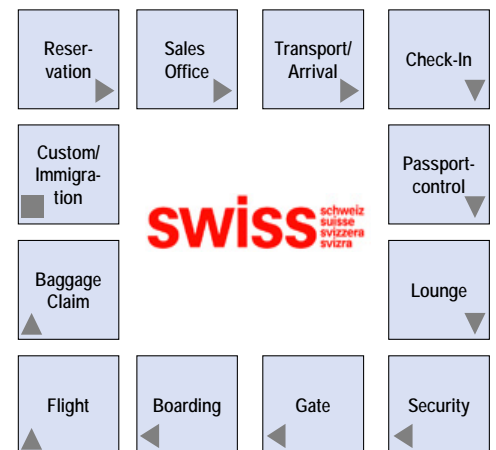 Reser-
vation
Sales
Office
Transport/
Arrival
Check-In
Custom/
Immigra-
tion
Passport-
control
swiss
schweiz
suisse
svizzera
svizra
Baggage
Claim
Lounge
Flight
Boarding
Gate
Security